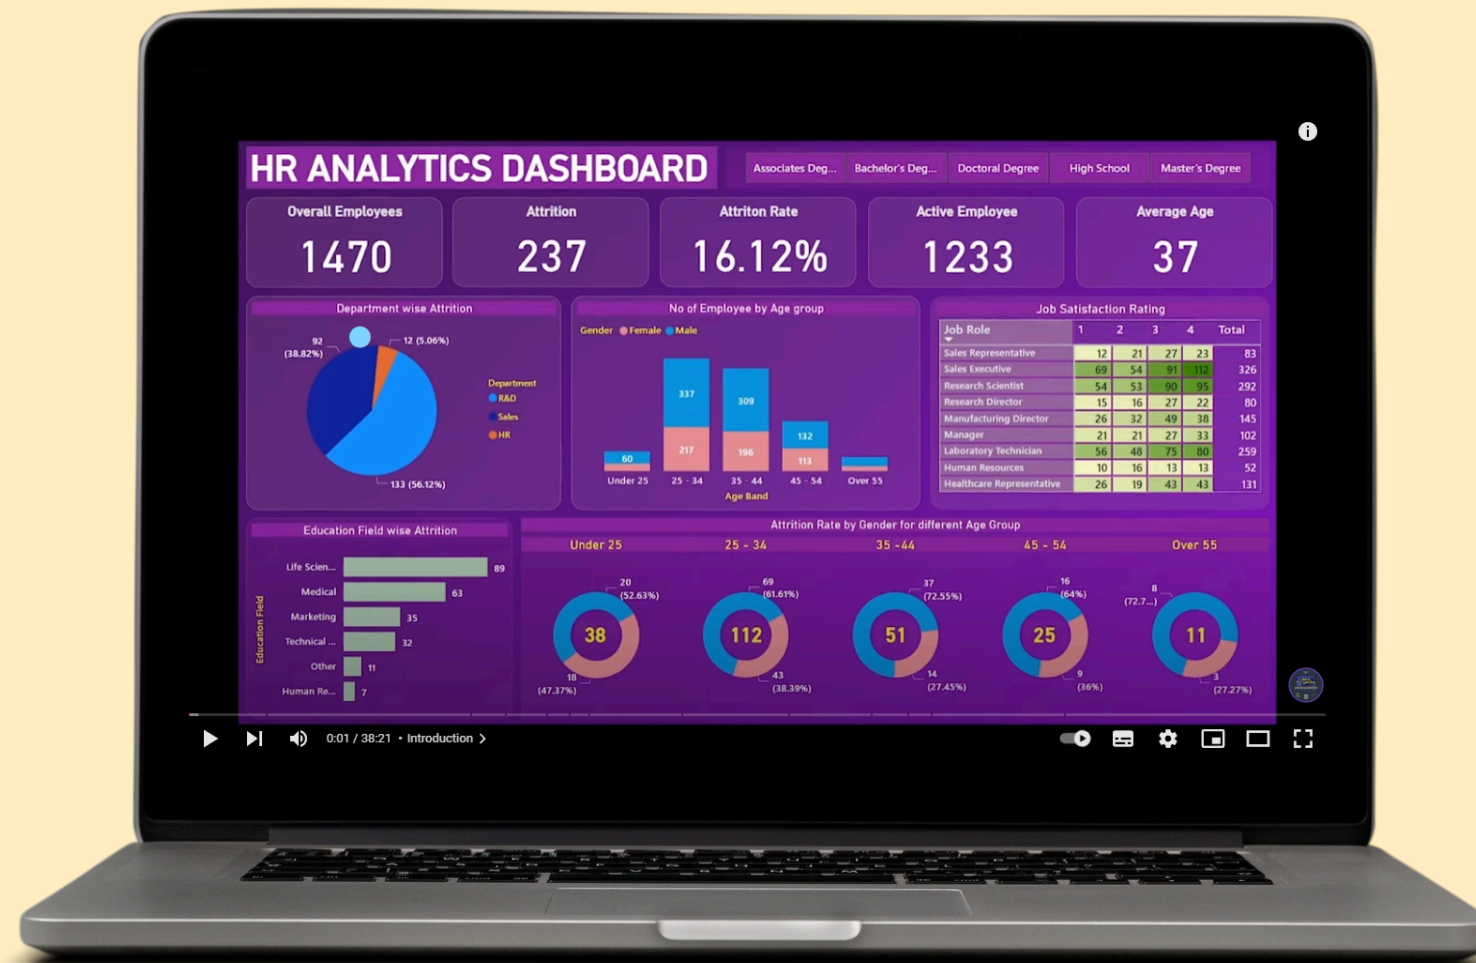 HR ANALYTICS DASHBOARD
Associates Deg... Bachelor's Deg... Doctoral Degree High School Master's Degree
Overall Employees
1470
Attrition
237
Attriton Rate
16.12%
Active Employee
1233
Average Age
37
Department wise Attrition
92
(38.82%)
12 (5.06%)
133 (56.12%)
Department
R&D
Sales
HR
No of Employee by Age group
Gender Female Male
337
309
60
217
196
132
113
Under 25 25 - 34 35 - 44 45 - 54 Over 55
Age Band
Job Satisfaction Rating
Job Role 1 2 3 4 Total
Sales Representative 12 21 27 23 83
Sales Executive 69 54 91 112 326
Research Scientist 54 53 90 95 292
Research Director 15 16 27 22 80
Manufacturing Director 26 32 49 38 145
Manager 21 21 27 33 102
Laboratory Technician 56 48 75 80 259
Human Resources 10 16 13 13 52
Healthcare Representative 26 19 43 43 131
Education Field wise Attrition
Education Field
Life Scien... 89
Medical 63
Marketing 35
Technical ... 32
Other 11
Human Re... 7
Attrition Rate by Gender for different Age Group
Under 25 25 - 34 35 -44 45 - 54 Over 55
20
(52.63%)
38
18
(47.37%)
69
(61.61%)
112
43
(38.39%)
37
(72.55%)
51
14
(27.45%)
16
(64%)
25
9
(36%)
8
(72.7...)
11
3
(27.27%)
0:01 / 38:21 • Introduction